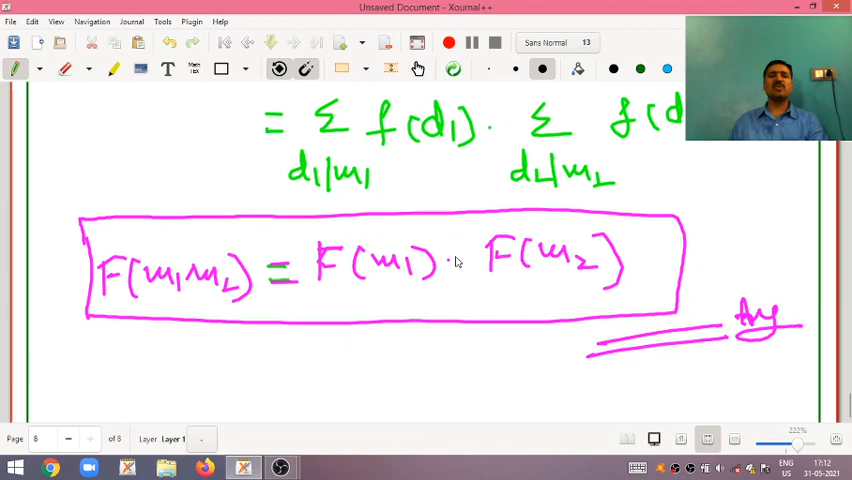 Unsaved Document - Xournal++
File Edit View Navigation Journal Tools Plugin Help
Sans Normal 13
= Σ f(d1) · Σ f(d
d1|m1 d2|m2
F(m1m2) = F(m1) · F(m2)
Page 8 of 8 Layer Layer 1 222%
ENG 17:12
US 31-05-2021